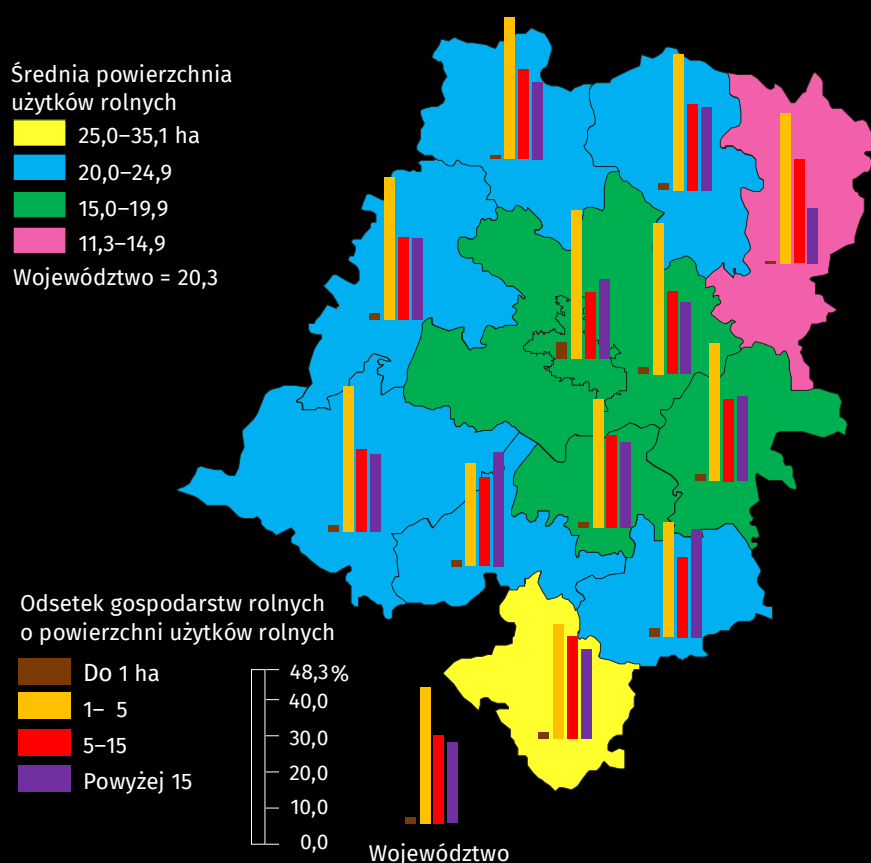 Średnia powierzchnia
użytków rolnych
25,0–35,1 ha
20,0–24,9
15,0–19,9
11,3–14,9
Województwo = 20,3
Odsetek gospodarstw rolnych
o powierzchni użytków rolnych
Do 1 ha
1– 5
5–15
Powyżej 15
48,3%
40,0
30,0
20,0
10,0
0,0
Województwo